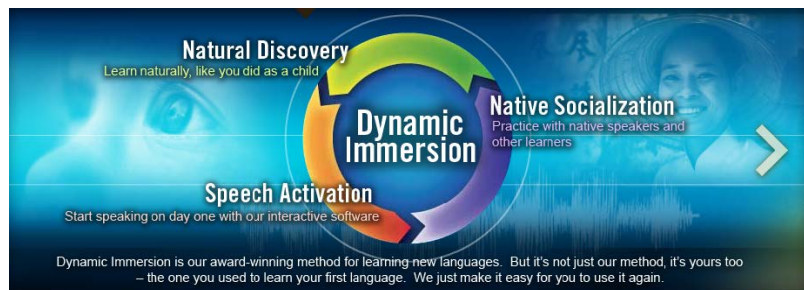 Natural Discovery
Learn naturally, like you did as a child
Dynamic
Immersion
Native Socialization
Practice with native speakers and
other learners
Speech Activation
Start speaking on day one with our interactive software
Dynamic Immersion is our award-winning method for learning new languages.  But it's not just our method, it's yours too
– the one you used to learn your first language.  We just make it easy for you to use it again.